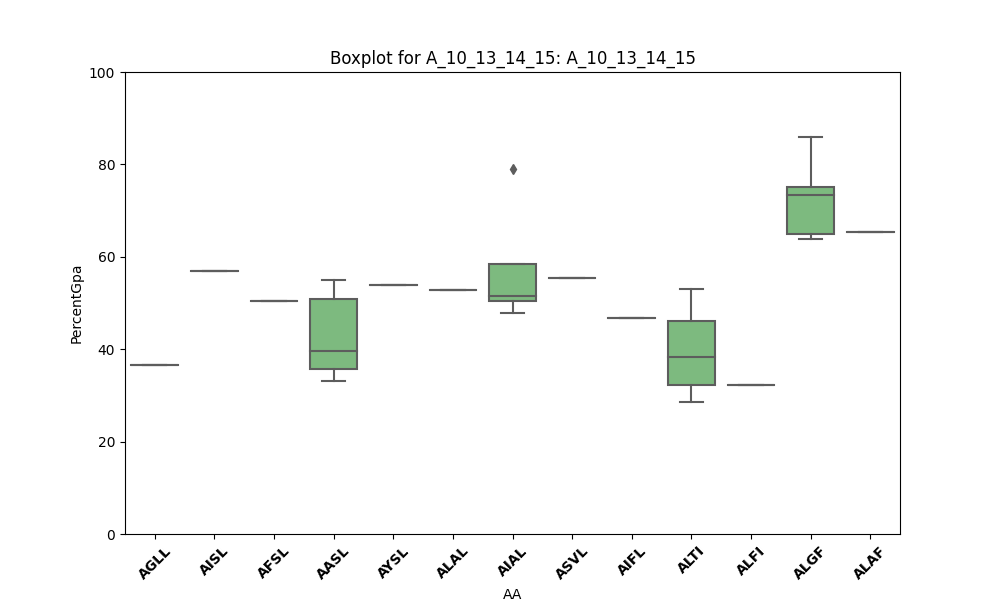 Boxplot for A_10_13_14_15: A_10_13_14_15
PercentGpa
100
80
60
40
20
0
AGLL AISL AFSL AASL AYSL ALAL AIAL ASVL AIFL ALTI ALFI ALGF ALAF
AA